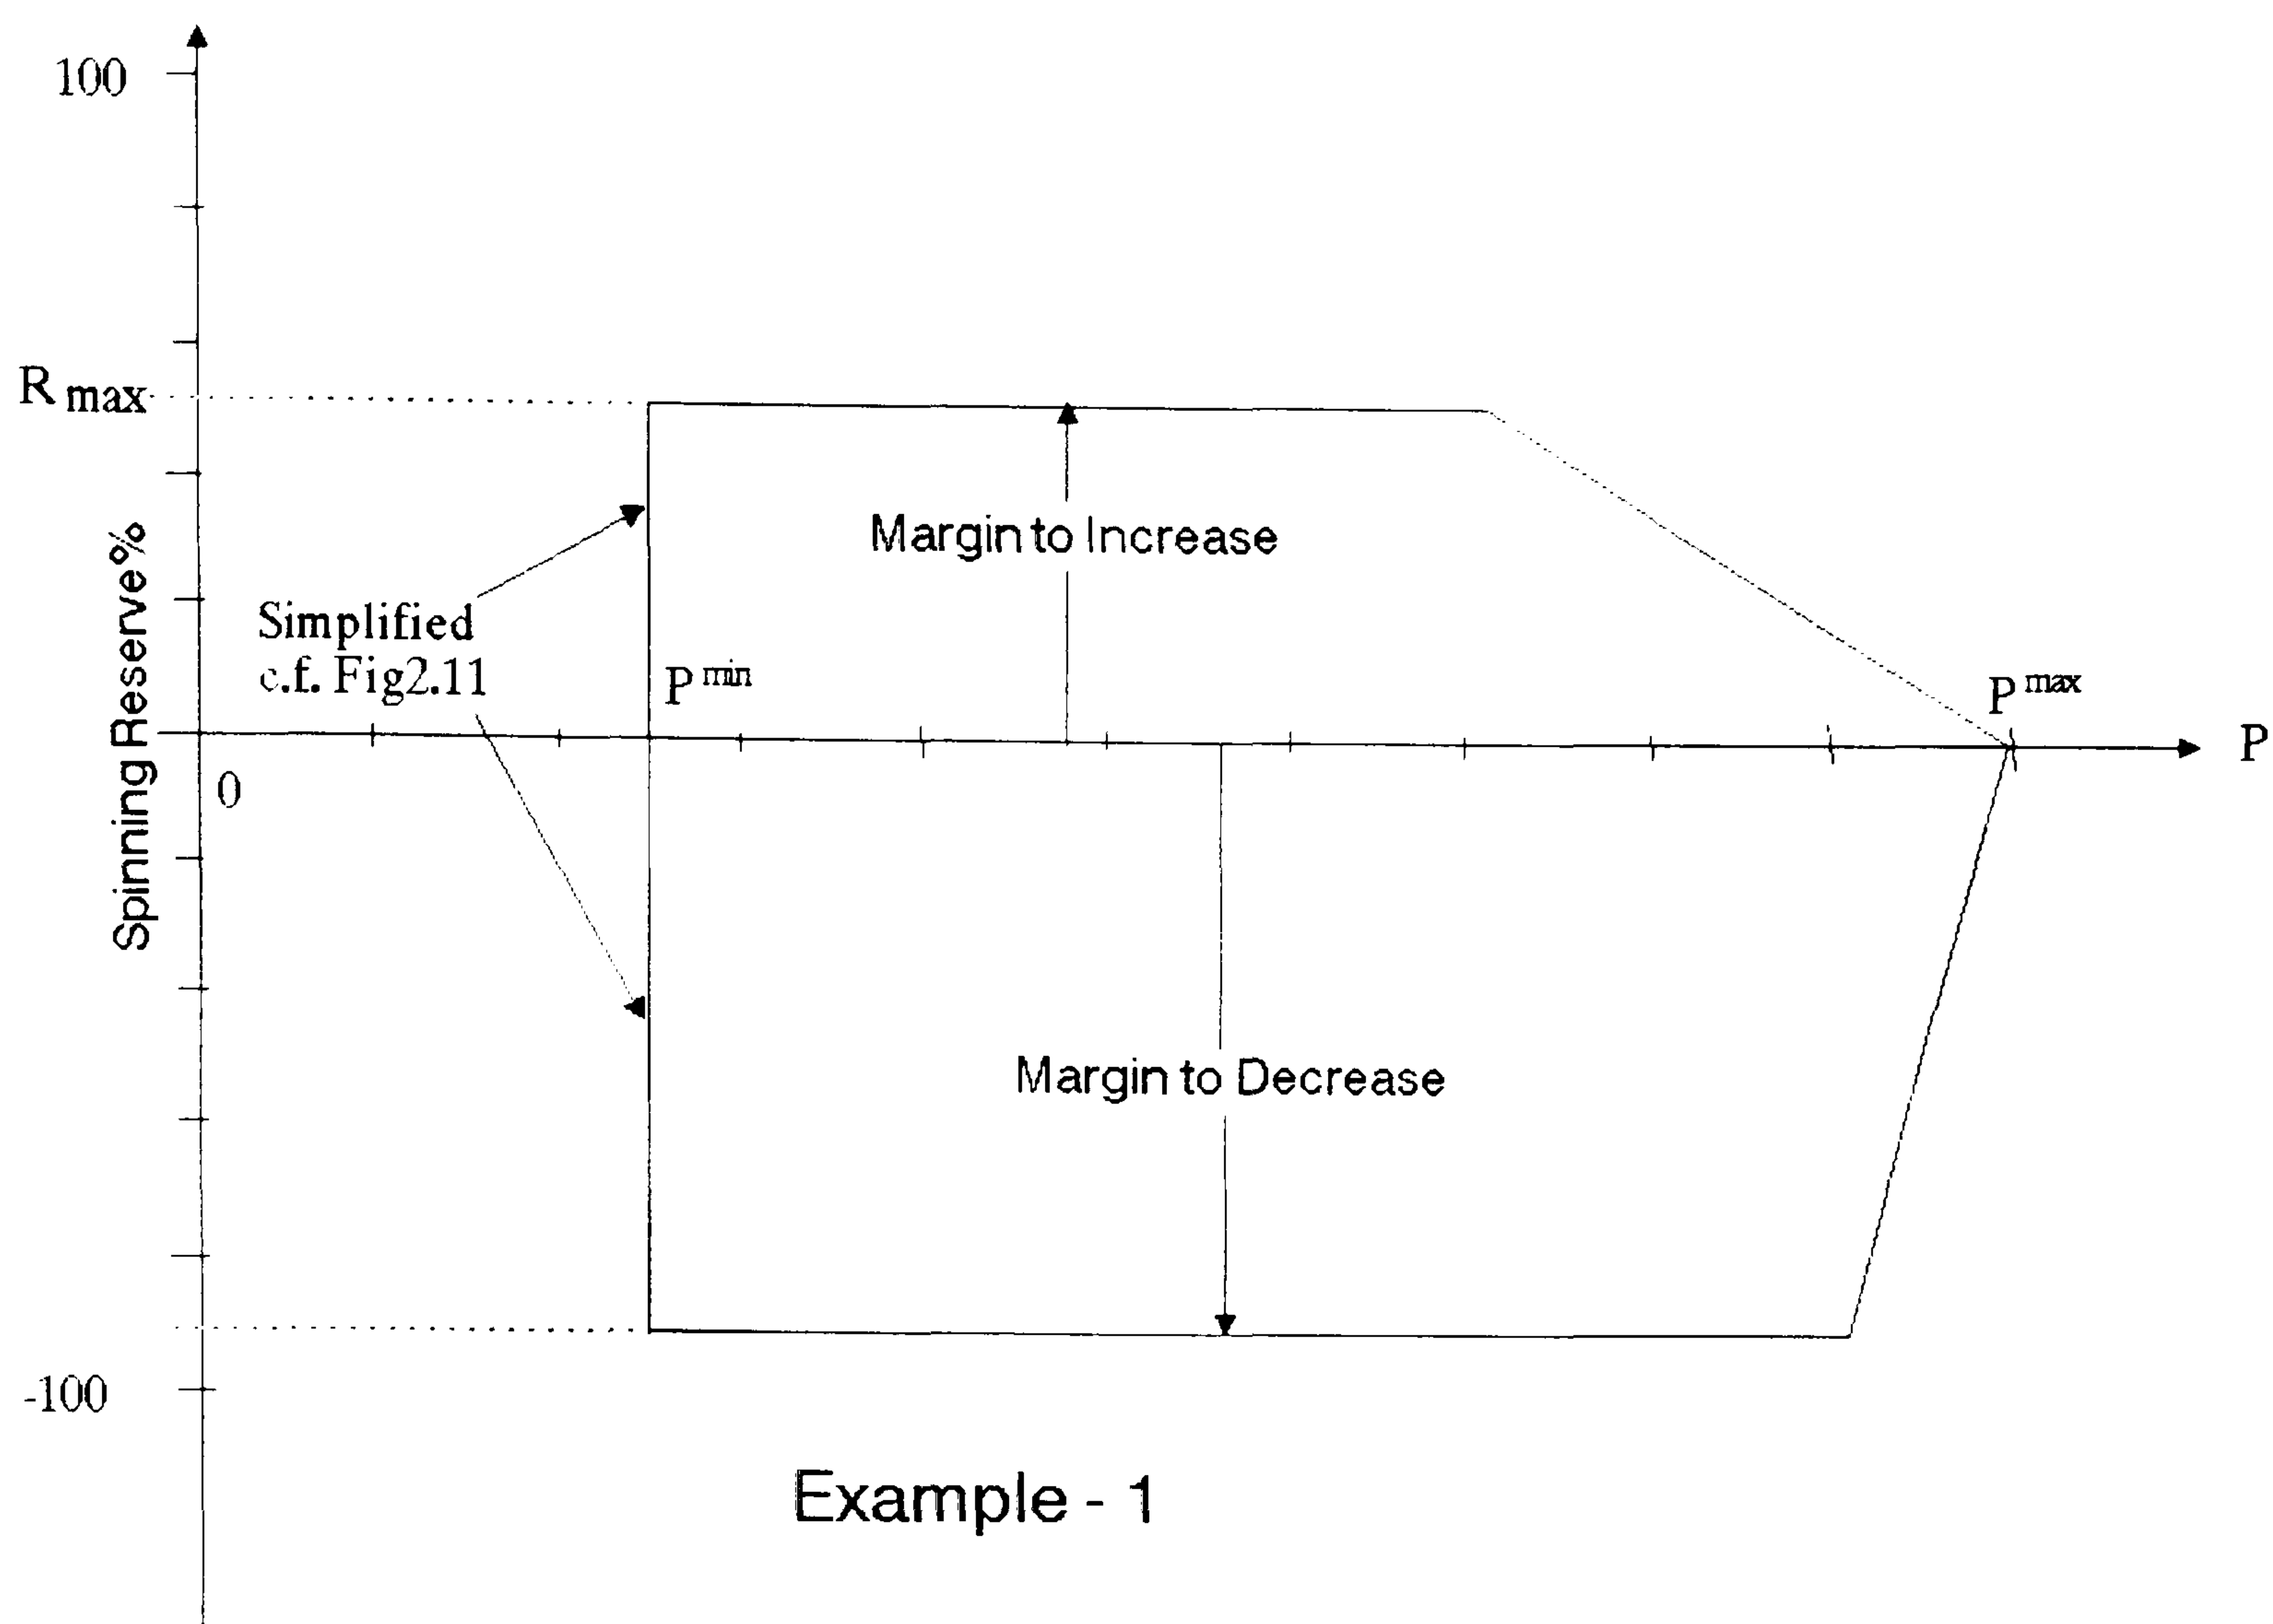 100
R max
Margin to Increase
Spinning Reserve%
Simplified
c.f. Fig2.11
P min
P max
P
0
Margin to Decrease
-100
Example - 1